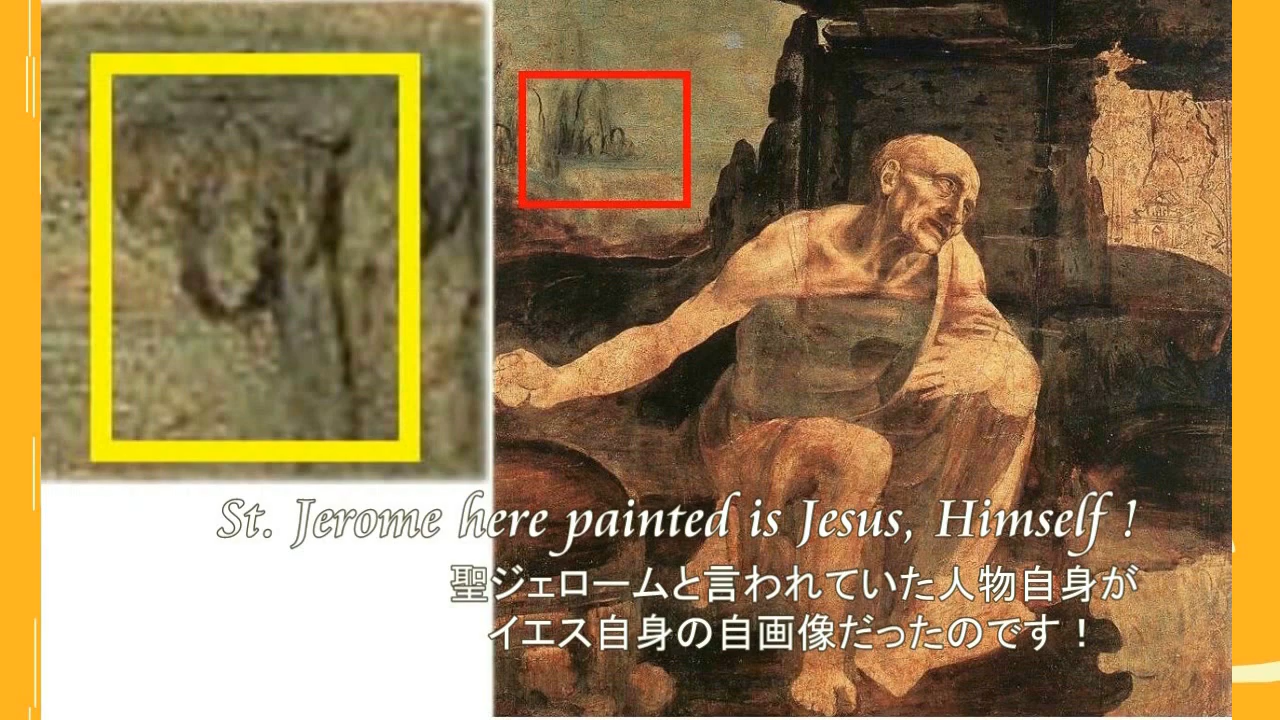 St. Jerome here painted is Jesus, Himself !
聖ジェロームと言われていた人物自身が
イエス自身の自画像だったのです！